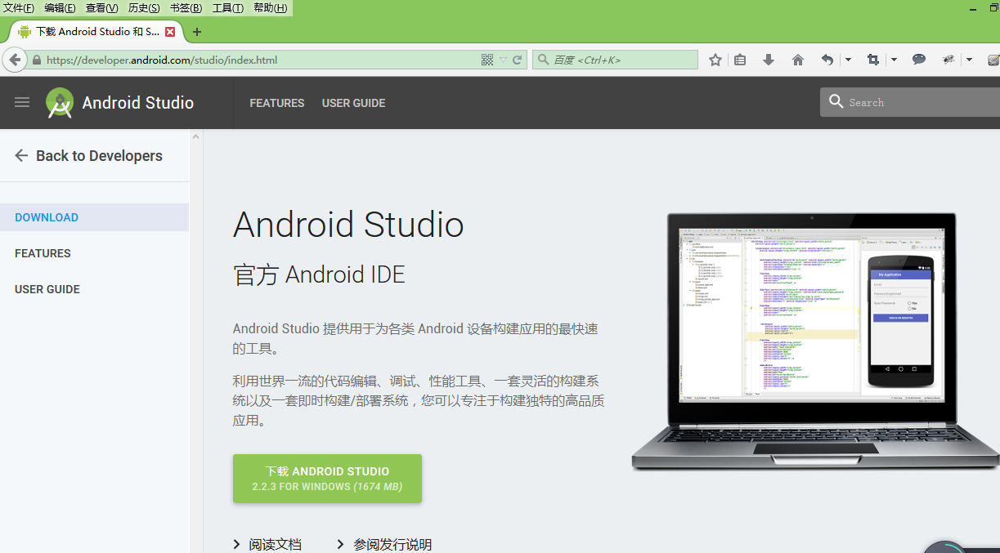 文件(F) 编辑(E) 查看(V) 历史(S) 书签(B) 工具(T) 帮助(H)
下载 Android Studio 和 S...
https://developer.android.com/studio/index.html
百度 <Ctrl+K>
Android Studio
FEATURES
USER GUIDE
Search
Back to Developers
DOWNLOAD
FEATURES
USER GUIDE
Android Studio
官方 Android IDE
Android Studio 提供用于为各类 Android 设备构建应用的最快速
的工具。
利用世界一流的代码编辑、调试、性能工具、一套灵活的构建系
统以及一套即时构建/部署系统，您可以专注于构建独特的高品质
应用。
下载 ANDROID STUDIO
2.2.3 FOR WINDOWS (1674 MB)
阅读文档
参阅发行说明
My Application